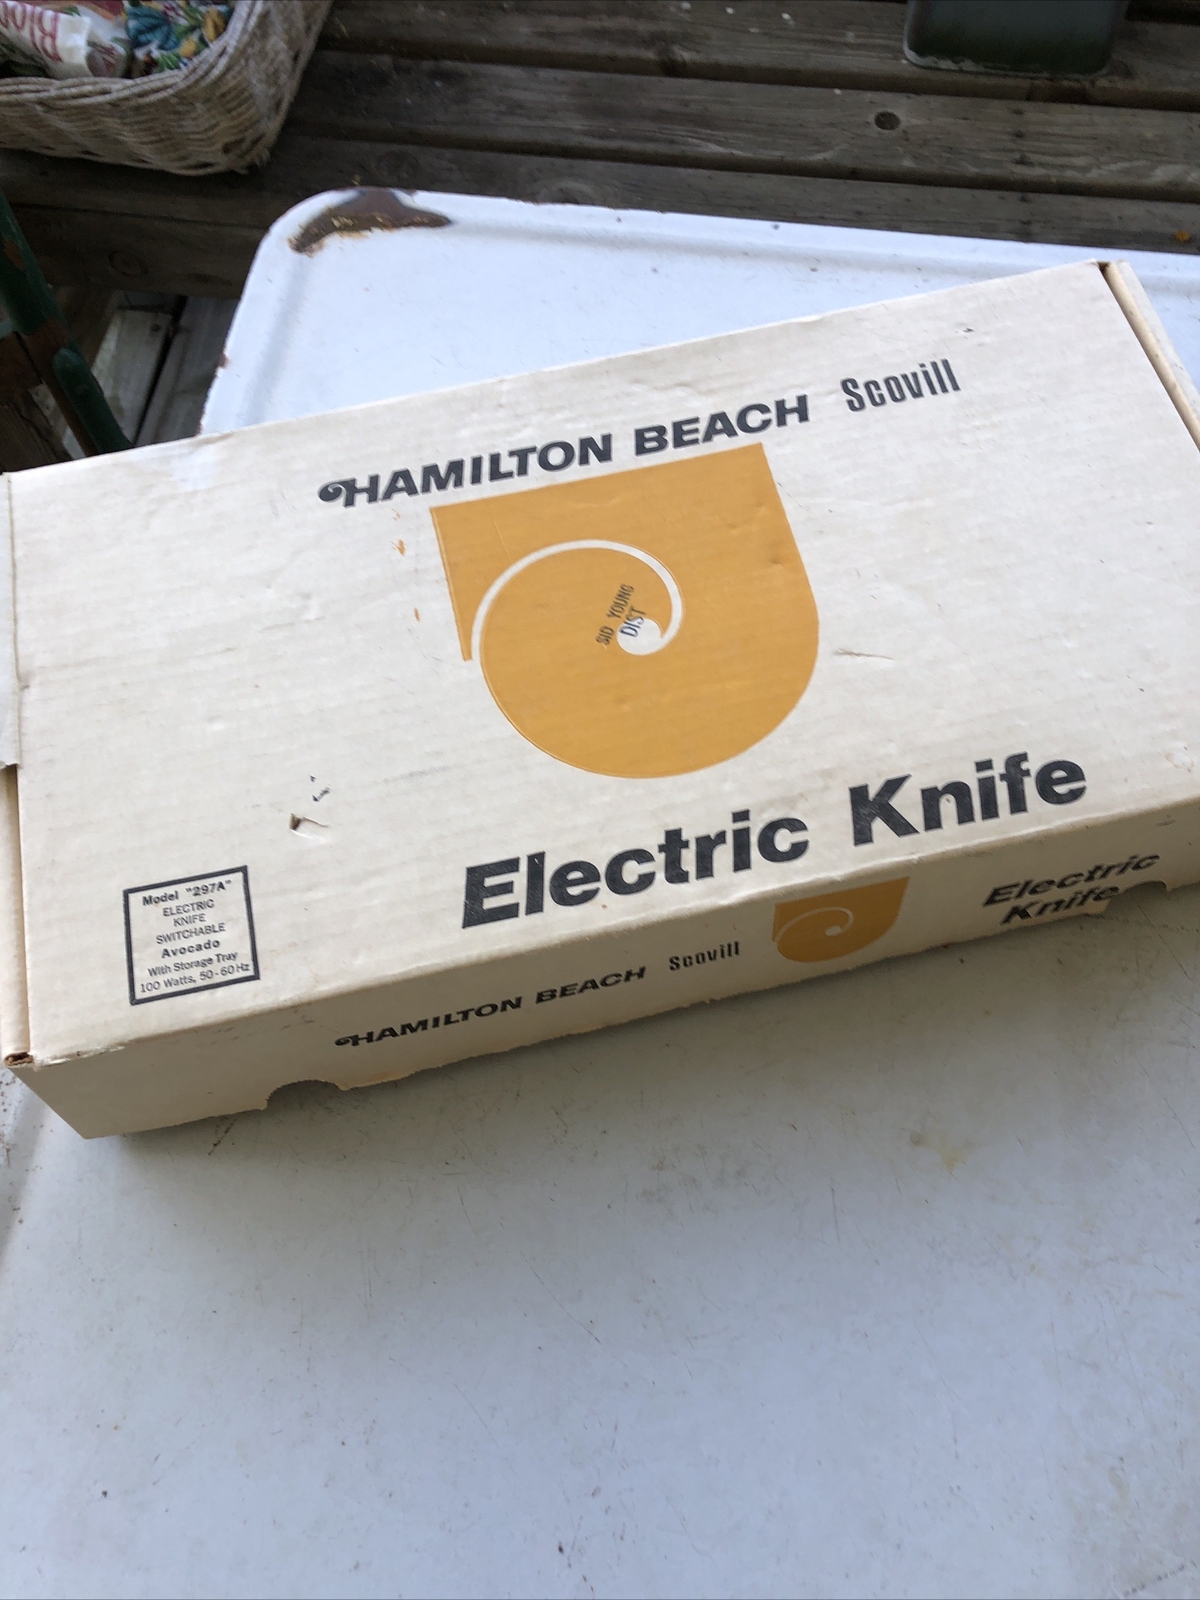 HAMILTON BEACH Scovill
SID YOUNG
DIST
Electric Knife
Model "297A"
ELECTRIC
KNIFE
SWITCHABLE
Avocado
With Storage Tray
100 Watts, 50-60 Hz
HAMILTON BEACH Scovill
Electric
Knife